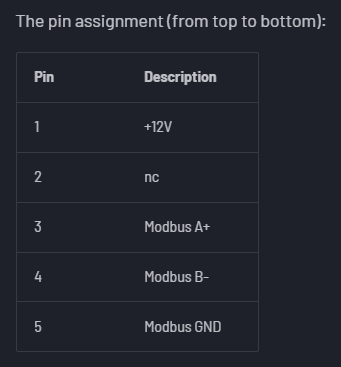 The pin assignment (from top to bottom):
Pin Description
1 +12V
2 nc
3 Modbus A+
4 Modbus B-
5 Modbus GND